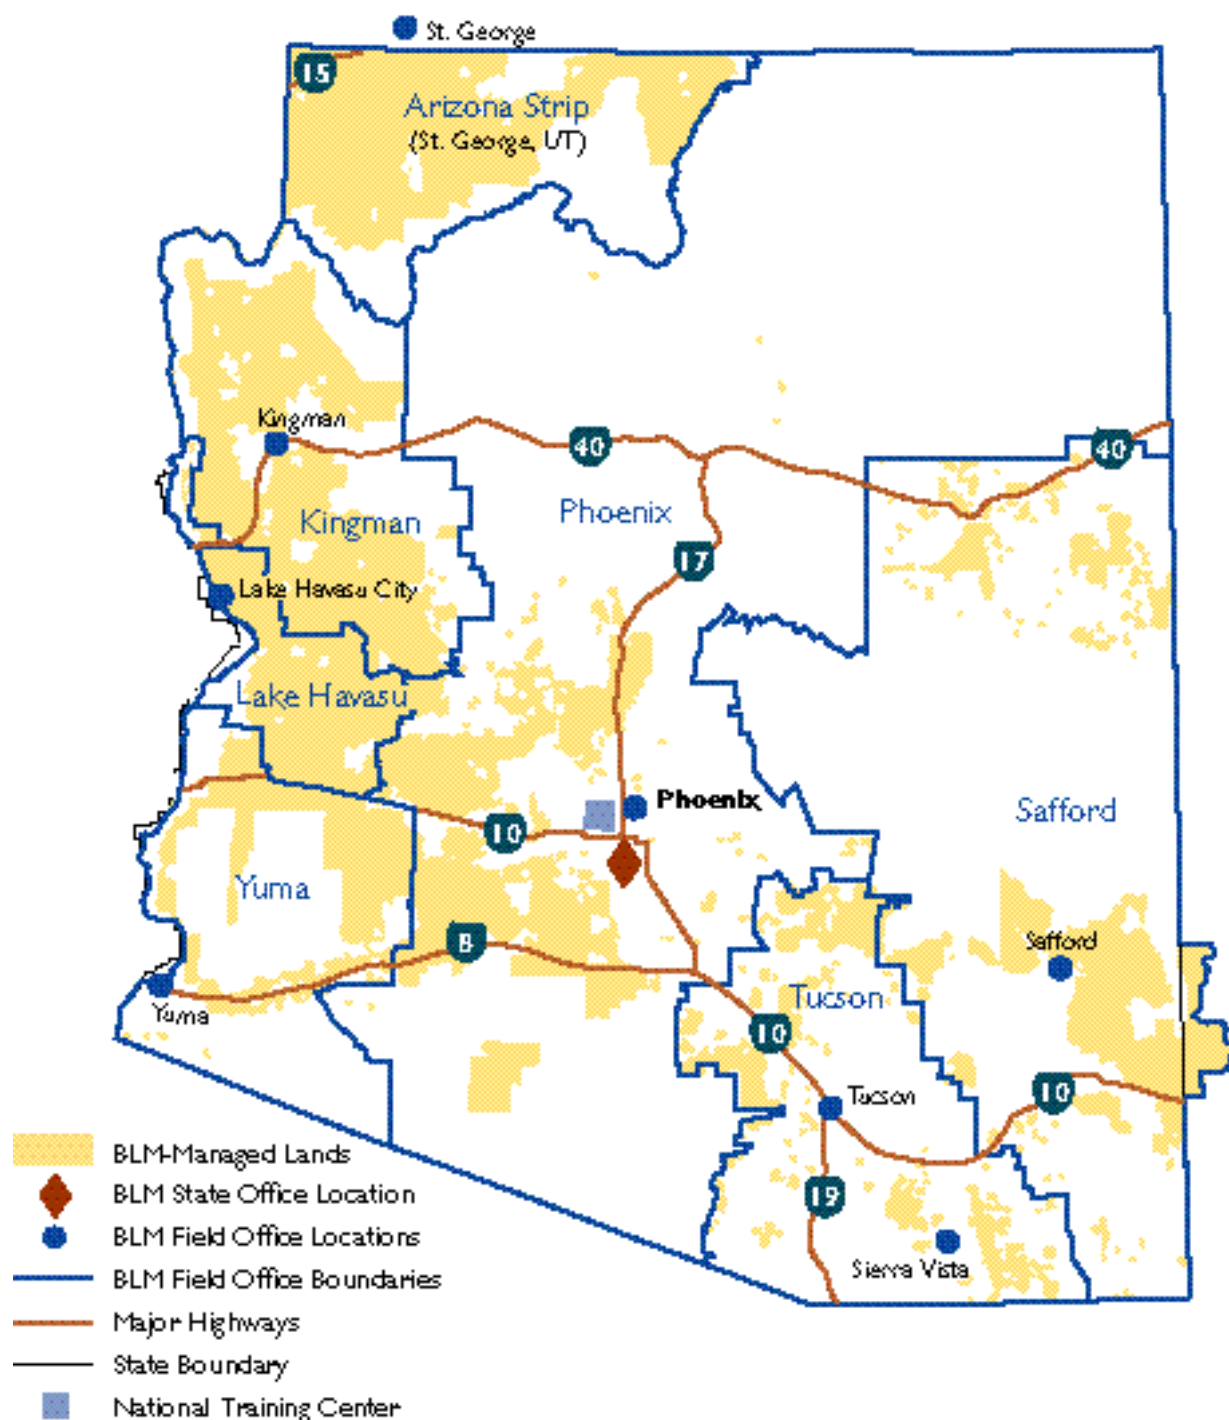 St. George
15
Arizona Strip
(St. George, UT)
Kingman
40
40
Kingman
Phoenix
17
Lake Havasu City
Lake Havasu
Phoenix
Safford
10
Yuma
8
Safford
Tucson
Yuma
10
Tucson
10
BLM-Managed Lands
BLM State Office Location
19
BLM Field Office Locations
Sierra Vista
BLM Field Office Boundaries
Major Highways
State Boundary
National Training Center